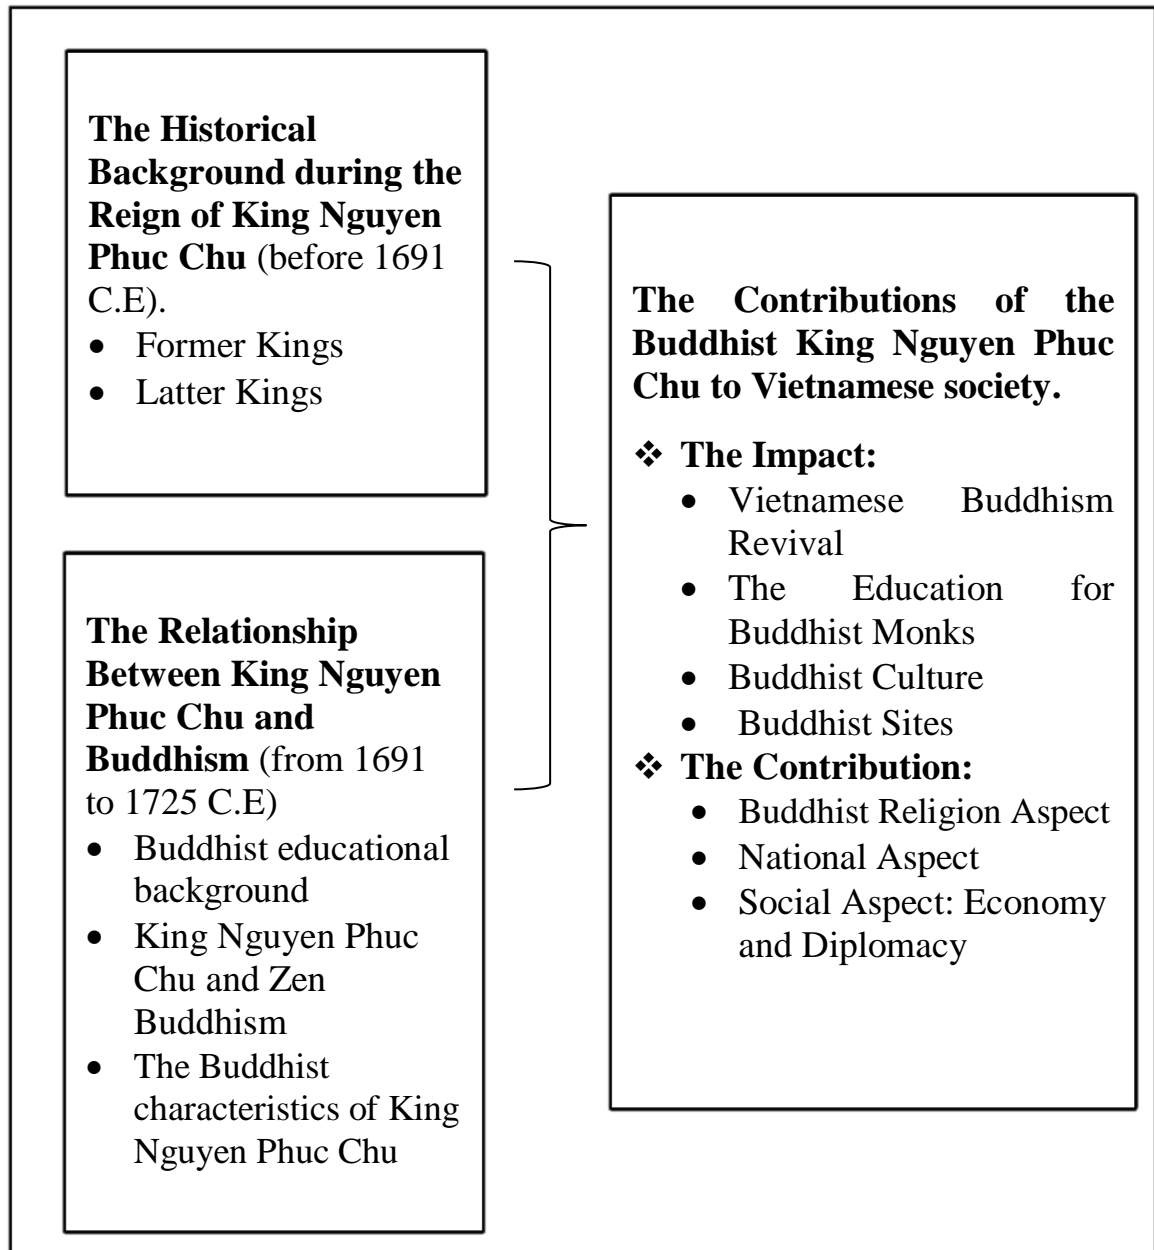 The Historical
Background during the
Reign of King Nguyen
Phuc Chu (before 1691
C.E).
• Former Kings
• Latter Kings
The Relationship
Between King Nguyen
Phuc Chu and
Buddhism (from 1691
to 1725 C.E)
• Buddhist educational
background
• King Nguyen Phuc
Chu and Zen
Buddhism
• The Buddhist
characteristics of King
Nguyen Phuc Chu
The Contributions of the
Buddhist King Nguyen Phuc
Chu to Vietnamese society.
❖ The Impact:
• Vietnamese Buddhism
Revival
• The Education for
Buddhist Monks
• Buddhist Culture
• Buddhist Sites
❖ The Contribution:
• Buddhist Religion Aspect
• National Aspect
• Social Aspect: Economy
and Diplomacy